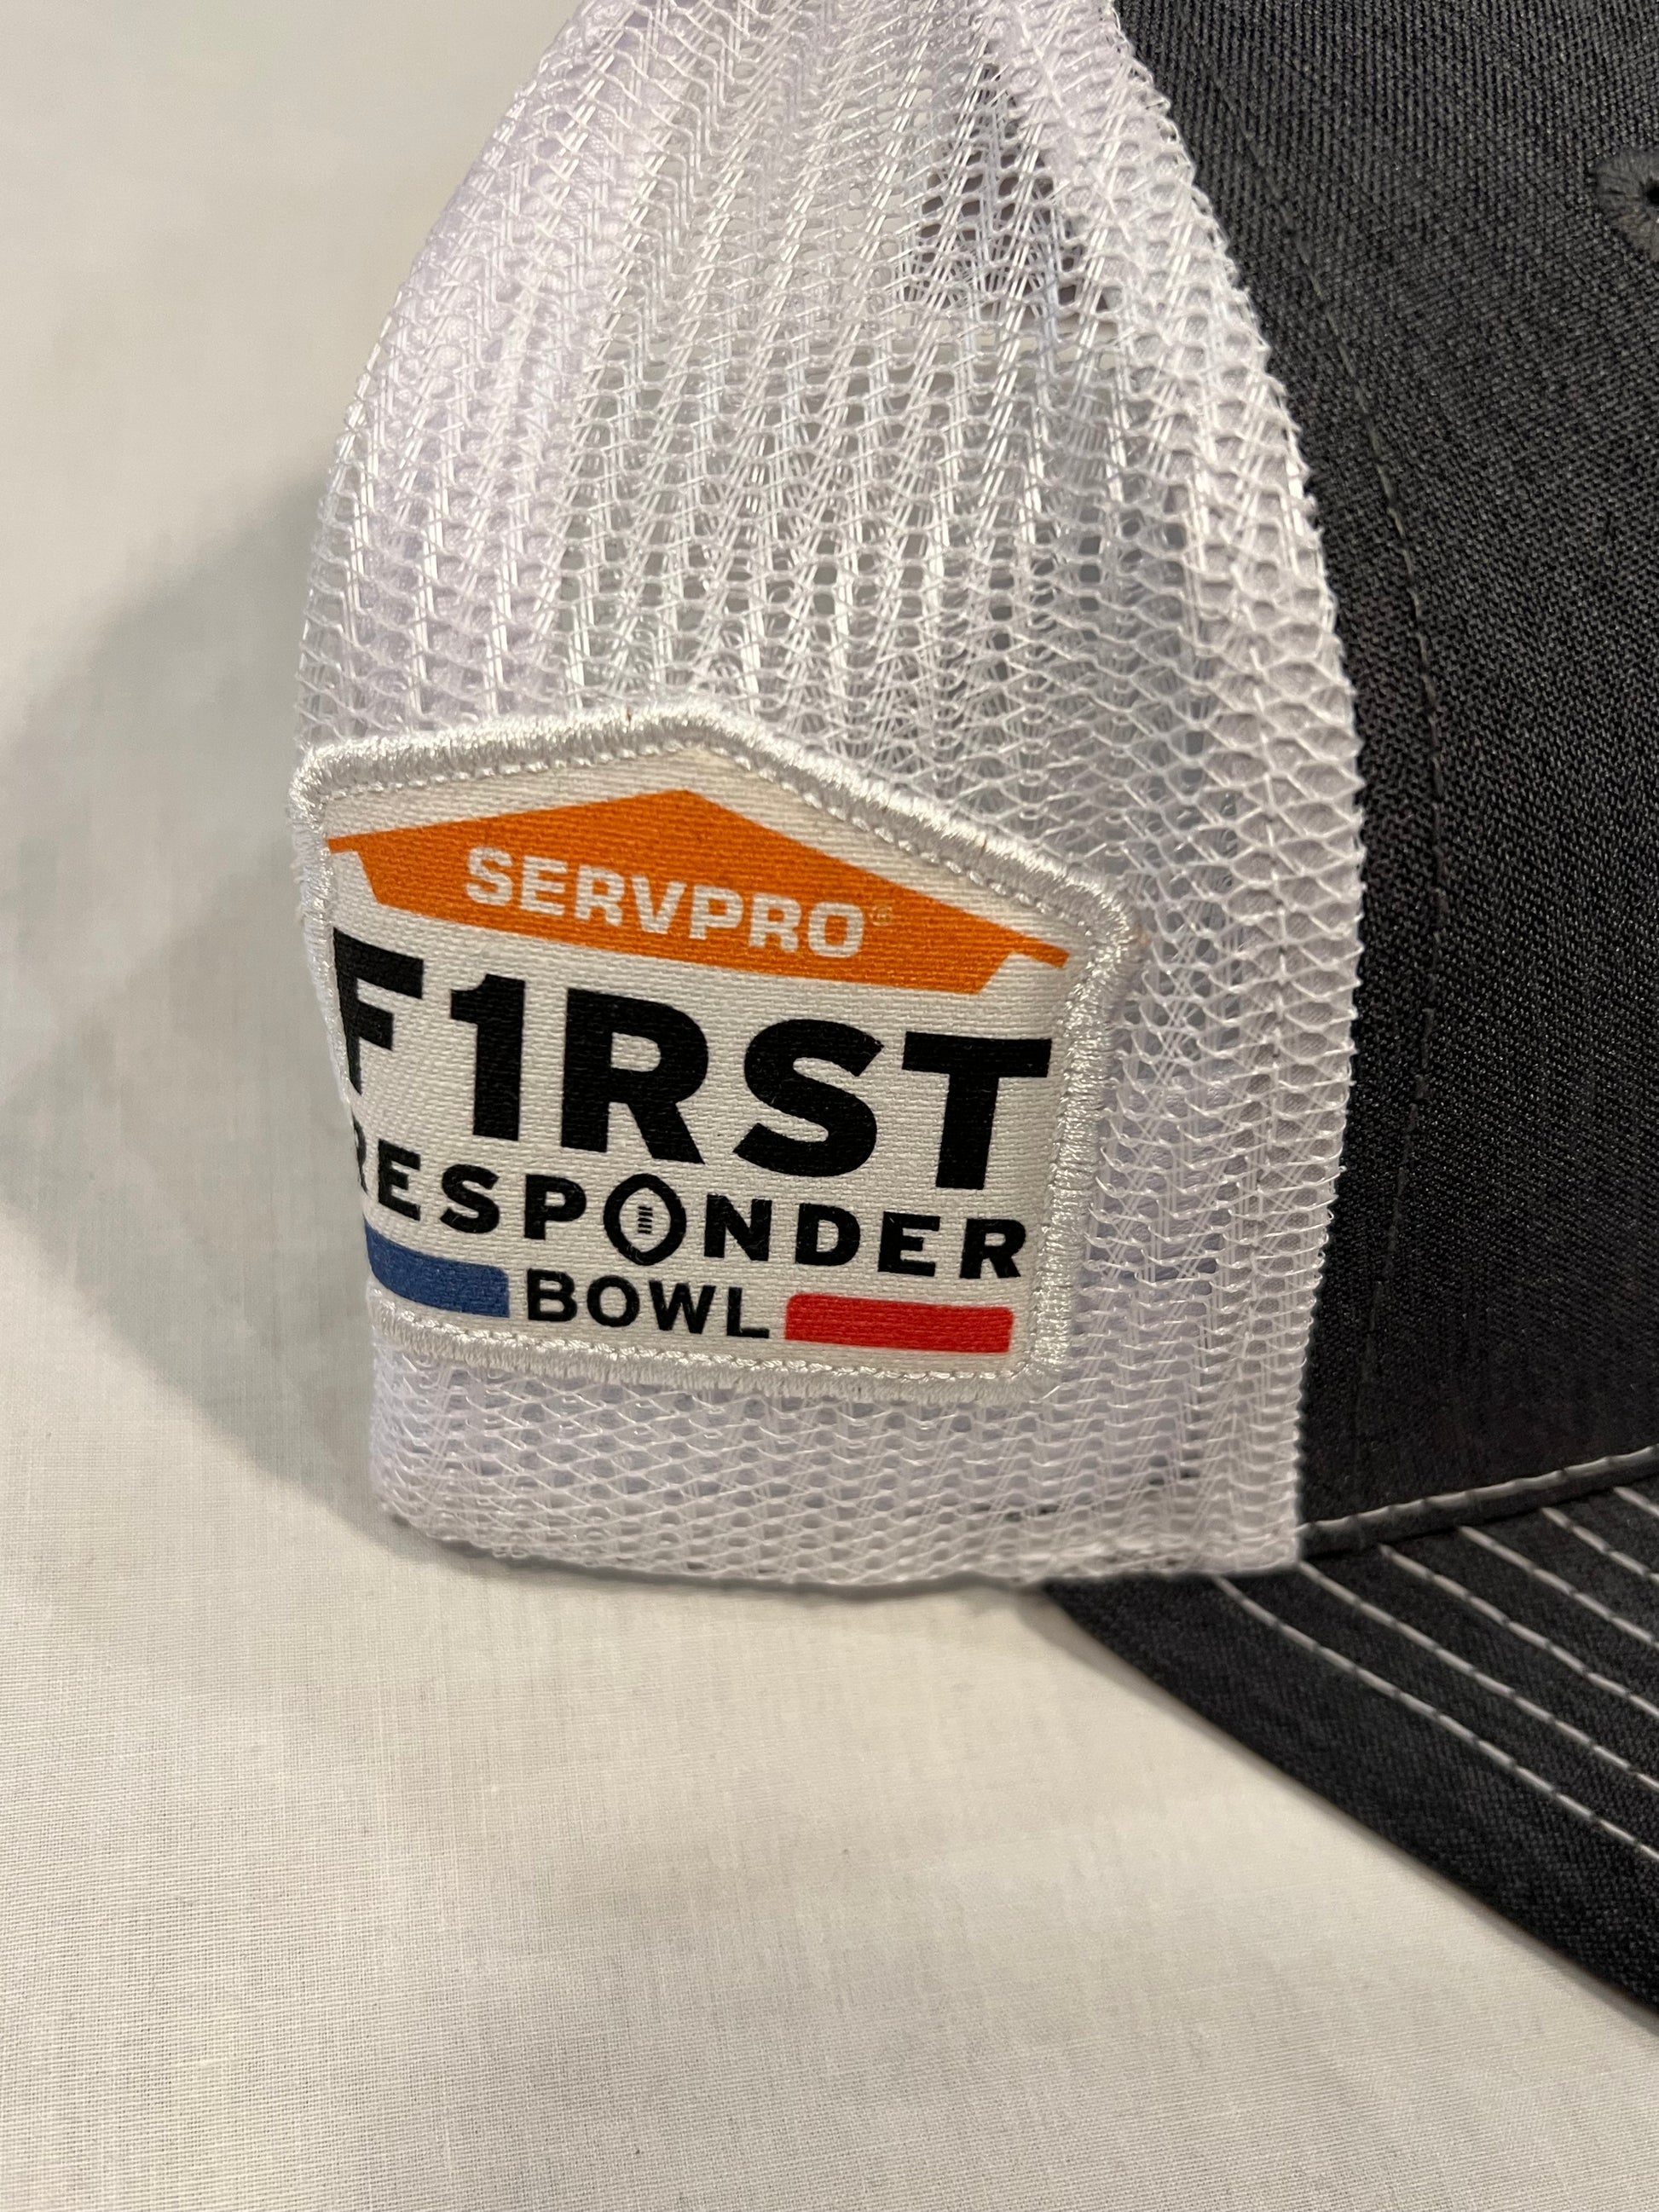 SERVPRO®
F1RST
RESPONDER
BOWL